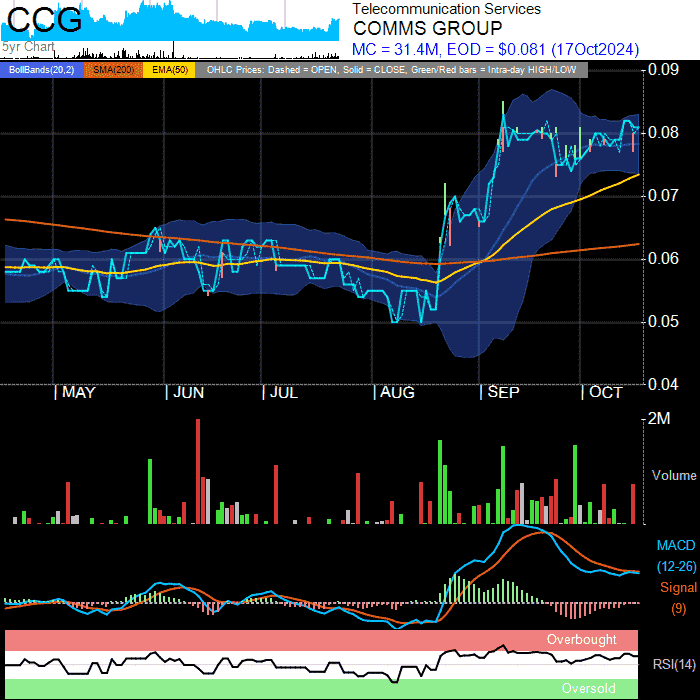 CCG
5yr Chart
Telecommunication Services
COMMS GROUP
MC = 31.4M, EOD = $0.081 (17Oct2024)
BollBands(20,2) SMA(200) EMA(50) OHLC Prices: Dashed = OPEN, Solid = CLOSE, Green/Red bars = Intra-day HIGH/LOW
0.09
0.08
0.07
0.06
0.05
0.04
| MAY | JUN | JUL | AUG | SEP | OCT
2M
Volume
MACD
(12-26)
Signal
(9)
Overbought
RSI(14)
Oversold